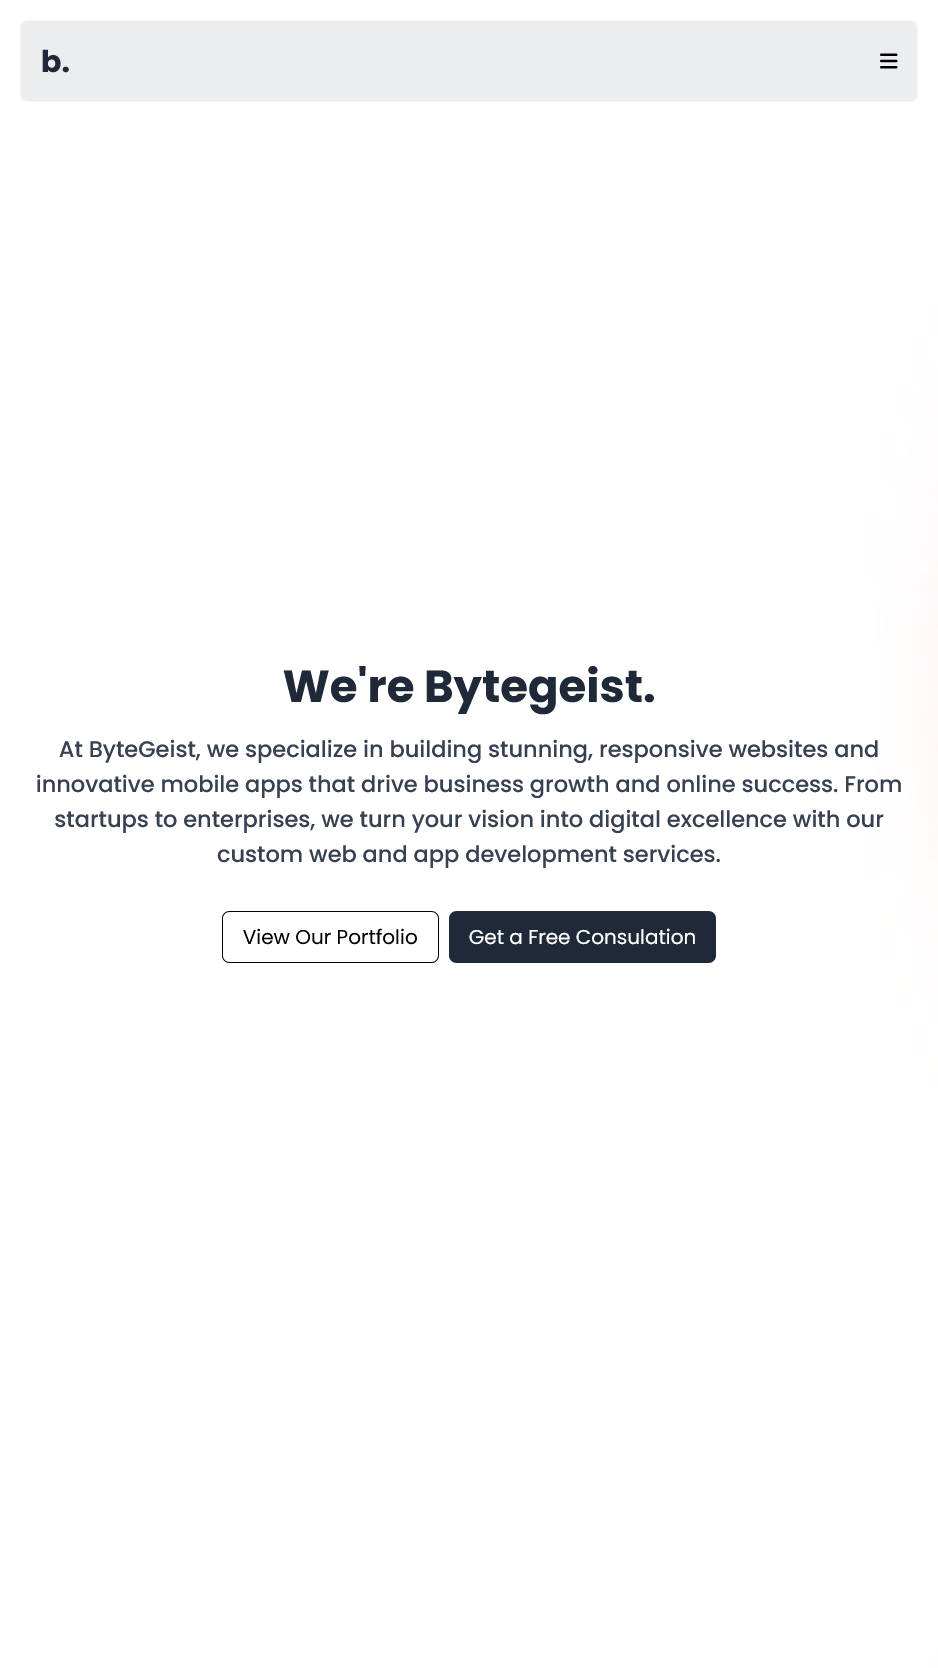 b.
We're Bytegeist.
At ByteGeist, we specialize in building stunning, responsive websites and
innovative mobile apps that drive business growth and online success. From
startups to enterprises, we turn your vision into digital excellence with our
custom web and app development services.
View Our Portfolio
Get a Free Consulation